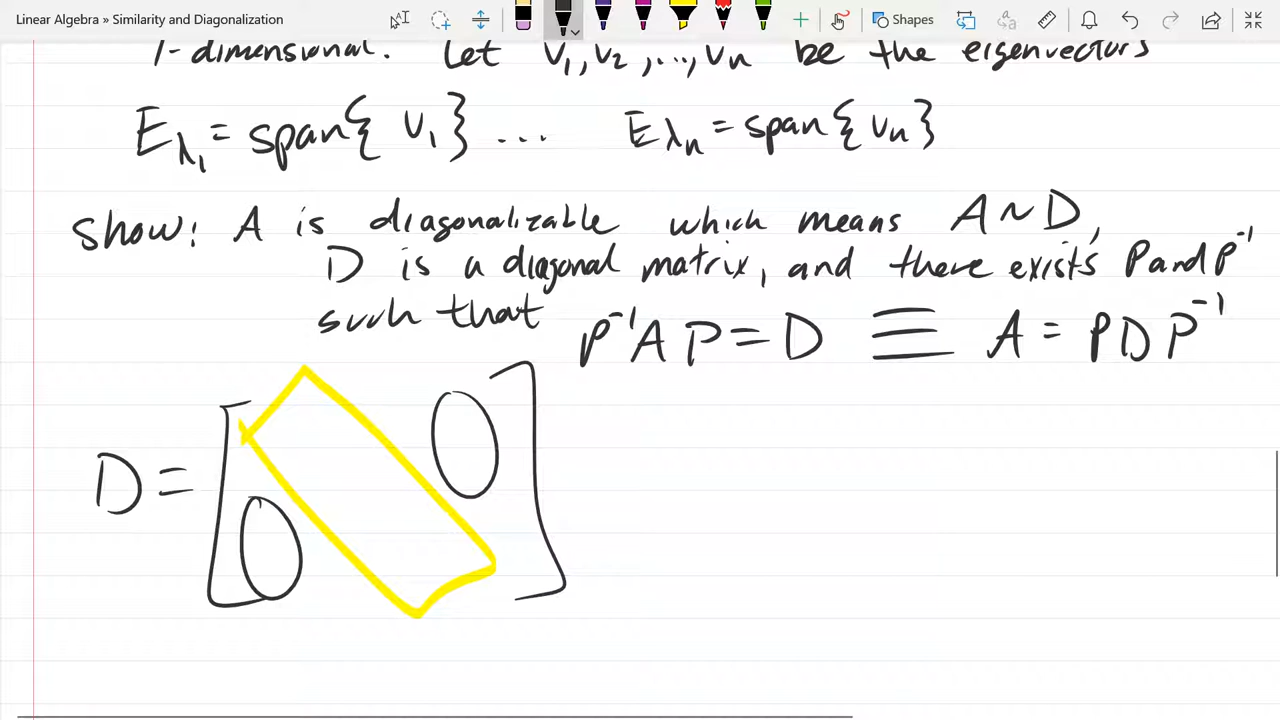 Linear Algebra » Similarity and Diagonalization
Shapes
1-dimensional. Let v₁, v₂, ..., vₙ be the eigenvectors
E_λ₁ = span{ v₁} ... E_λₙ = span{ vₙ}
Show: A is diagonalizable which means A ~ D,
D is a diagonal matrix, and there exists P and P⁻¹
such that P⁻¹AP = D ≡ A = PDP⁻¹
D = [ 0 0 ]